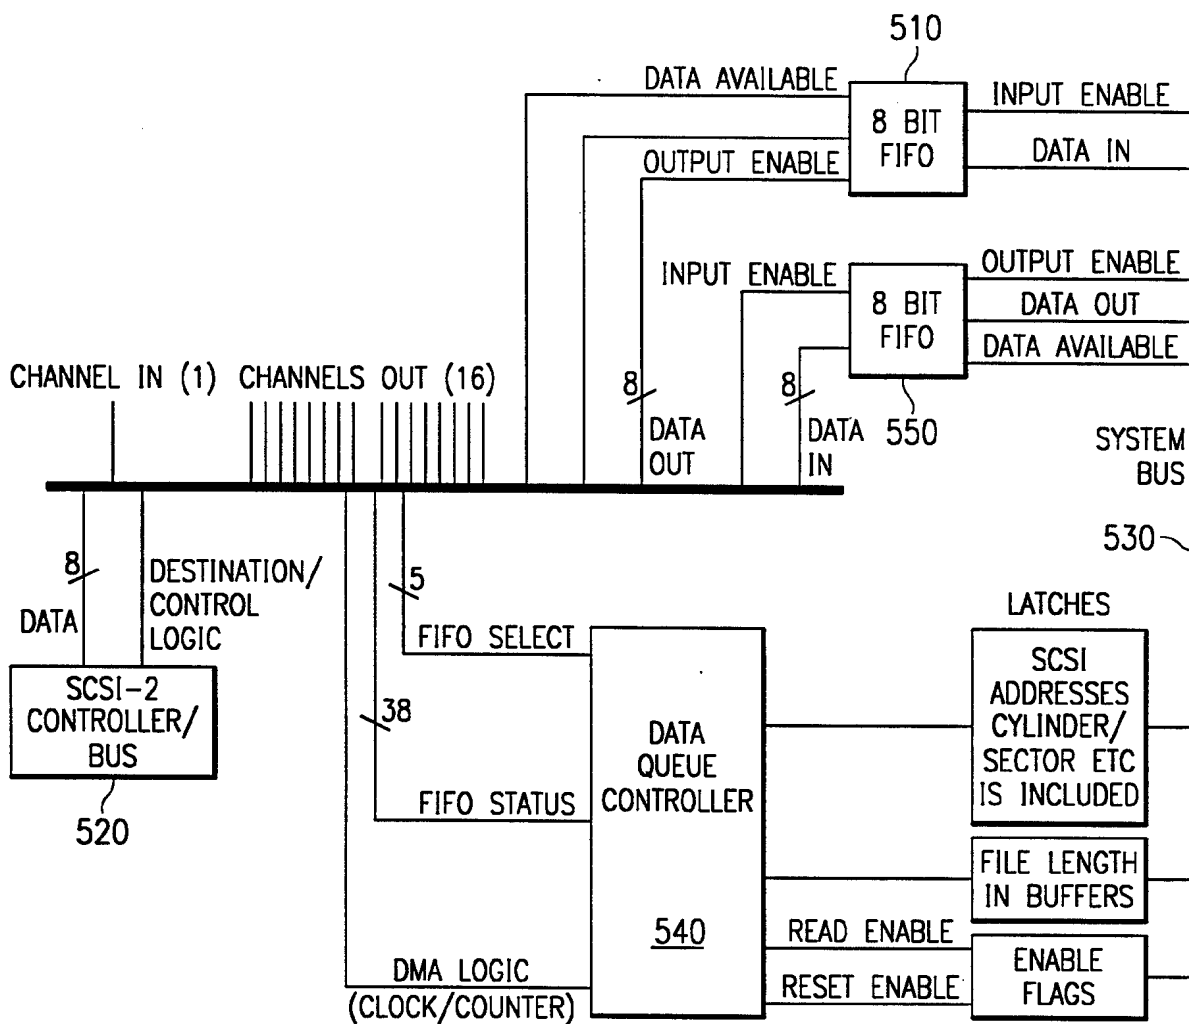 510
DATA AVAILABLE
INPUT ENABLE
8 BIT
FIFO
OUTPUT ENABLE
DATA IN
INPUT ENABLE
8 BIT
FIFO
OUTPUT ENABLE
DATA OUT
DATA AVAILABLE
CHANNEL IN (1) CHANNELS OUT (16)
8
DATA
OUT
8
DATA
IN
550
SYSTEM
BUS
530
8
DATA
DESTINATION/
CONTROL
LOGIC
5
FIFO SELECT
SCSI-2
CONTROLLER/
BUS
520
38
FIFO STATUS
DMA LOGIC
(CLOCK/COUNTER)
DATA
QUEUE
CONTROLLER
540
LATCHES
SCSI
ADDRESSES
CYLINDER/
SECTOR ETC
IS INCLUDED
FILE LENGTH
IN BUFFERS
READ ENABLE
RESET ENABLE
ENABLE
FLAGS